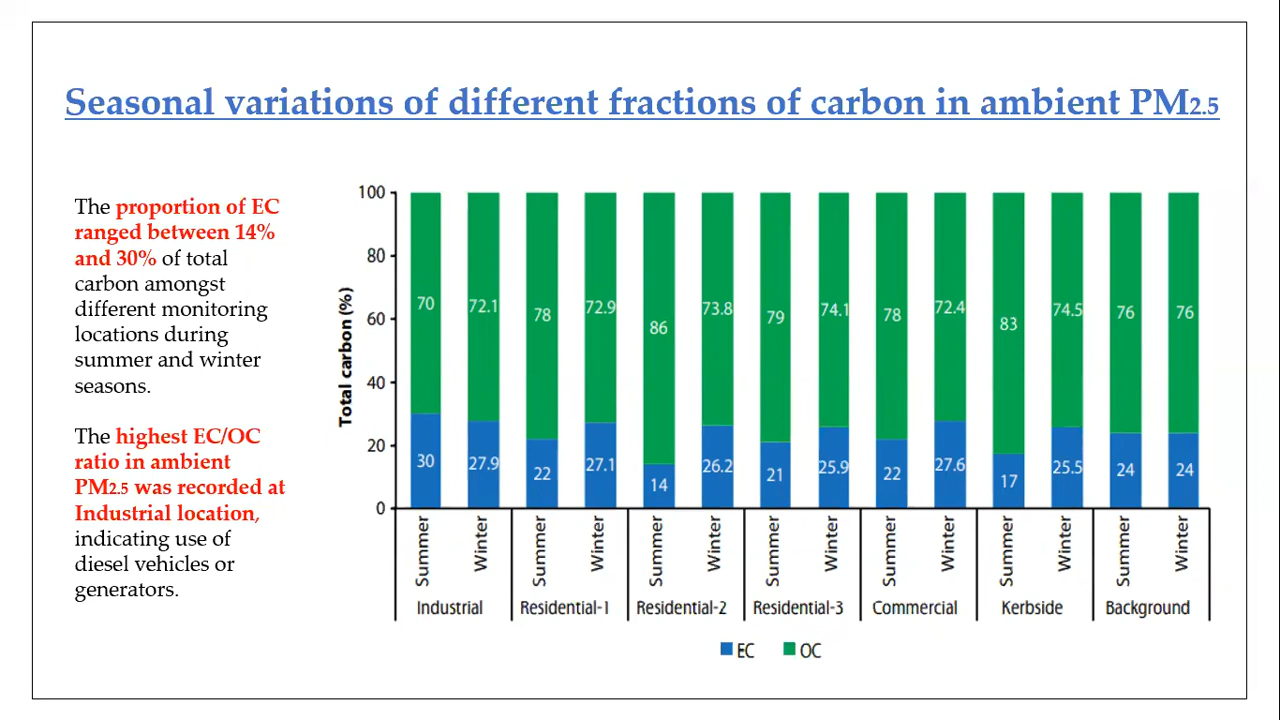 Seasonal variations of different fractions of carbon in ambient PM2.5
The proportion of EC
ranged between 14%
and 30% of total
carbon amongst
different monitoring
locations during
summer and winter
seasons.
The highest EC/OC
ratio in ambient
PM2.5 was recorded at
Industrial location,
indicating use of
diesel vehicles or
generators.
Total carbon (%)
100
80
60
40
20
0
70 72.1 78 72.9 86 73.8 79 74.1 78 72.4 83 74.5 76 76
30 27.9 22 27.1 14 26.2 21 25.9 22 27.6 17 25.5 24 24
Summer Winter Summer Winter Summer Winter Summer Winter Summer Winter Summer Winter Summer Winter
Industrial Residential-1 Residential-2 Residential-3 Commercial Kerbside Background
EC OC